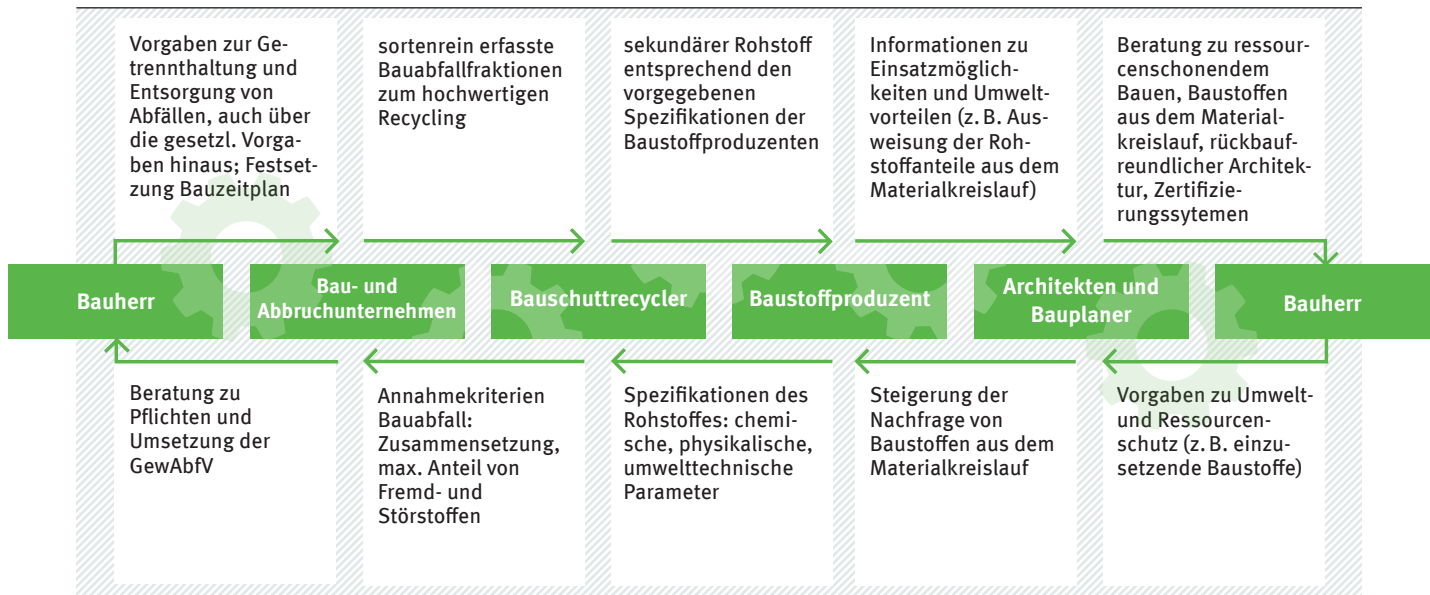 Vorgaben zur Ge-
trennthaltung und
Entsorgung von
Abfällen, auch über
die gesetzl. Vorga-
ben hinaus; Festset-
zung Bauzeitplan
sortenrein erfasste
Bauabfallfraktionen
zum hochwertigen
Recycling
sekundärer Rohstoff
entsprechend den
vorgegebenen
Spezifikationen der
Baustoffproduzenten
Informationen zu
Einsatzmöglich-
keiten und Umwelt-
vorteilen (z. B. Aus-
weisung der Roh-
stoffanteile aus dem
Materialkreislauf)
Beratung zu ressour-
censchonendem
Bauen, Baustoffen
aus dem Material-
kreislauf, rückbauf-
reundlicher Architek-
tur, Zertifizie-
rungssytemen
Bauherr
Bau- und
Abbruchunternehmen
Bauschuttrecycler
Baustoffproduzent
Architekten und
Bauplaner
Bauherr
Beratung zu
Pflichten und
Umsetzung der
GewAbfV
Annahmekriterien
Bauabfall:
Zusammensetzung,
max. Anteil von
Fremd- und
Störstoffen
Spezifikationen des
Rohstoffes: chemi-
sche, physikalische,
umwelttechnische
Parameter
Steigerung der
Nachfrage von
Baustoffen aus dem
Materialkreislauf
Vorgaben zu Umwelt-
und Ressourcen-
schutz (z. B. einzu-
setzende Baustoffe)